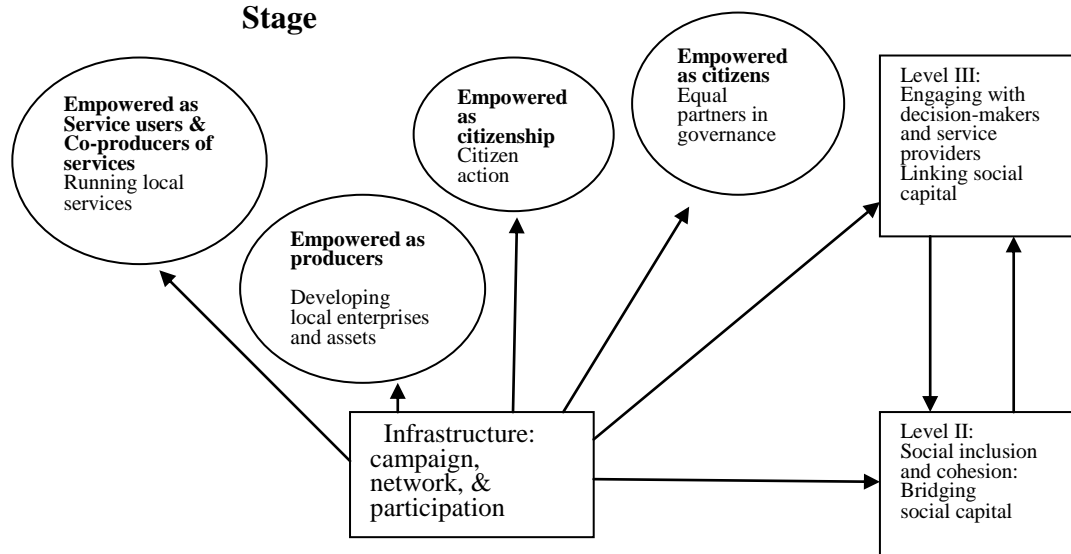 Stage
Empowered as
Service users &
Co-producers of
services
Running local
services
Empowered as
producers
Developing
local enterprises
and assets
Empowered
as
citizenship
Citizen
action
Empowered
as citizens
Equal
partners in
governance
Level III:
Engaging with
decision-makers
and service
providers
Linking social
capital
Infrastructure:
campaign,
network, &
participation
Level II:
Social inclusion
and cohesion:
Bridging
social capital